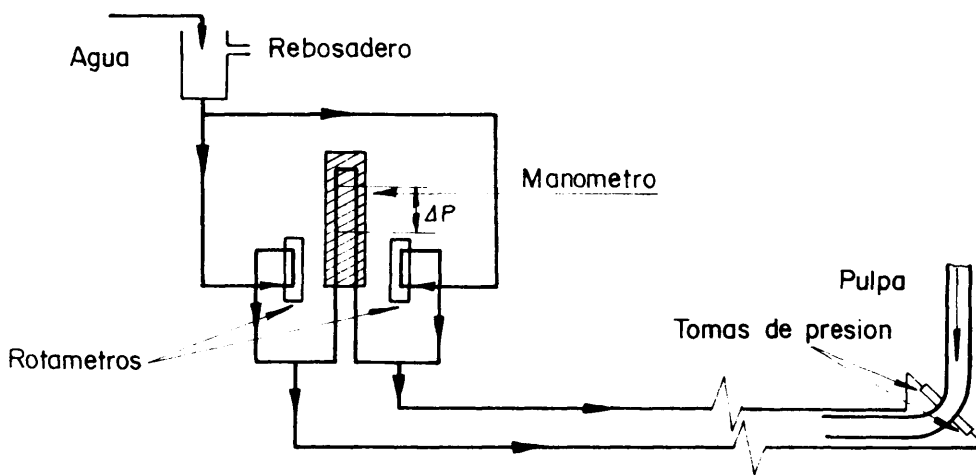 Agua
Rebosadero
Manometro
ΔP
Pulpa
Tomas de presion
Rotametros